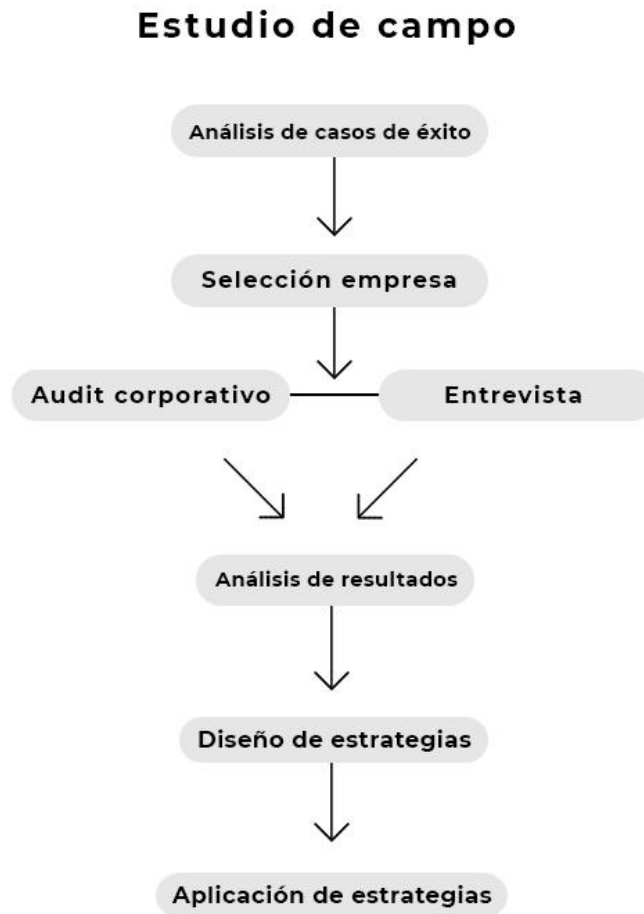 Estudio de campo
Análisis de casos de éxito
Selección empresa
Audit corporativo
Entrevista
Análisis de resultados
Diseño de estrategias
Aplicación de estrategias